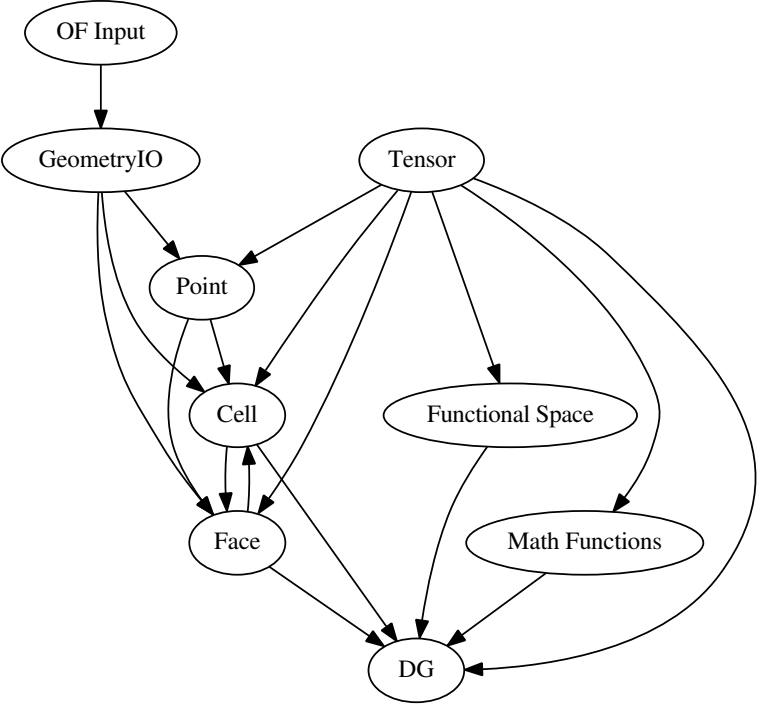 OF Input
GeometryIO
Tensor
Point
Cell
Functional Space
Face
Math Functions
DG